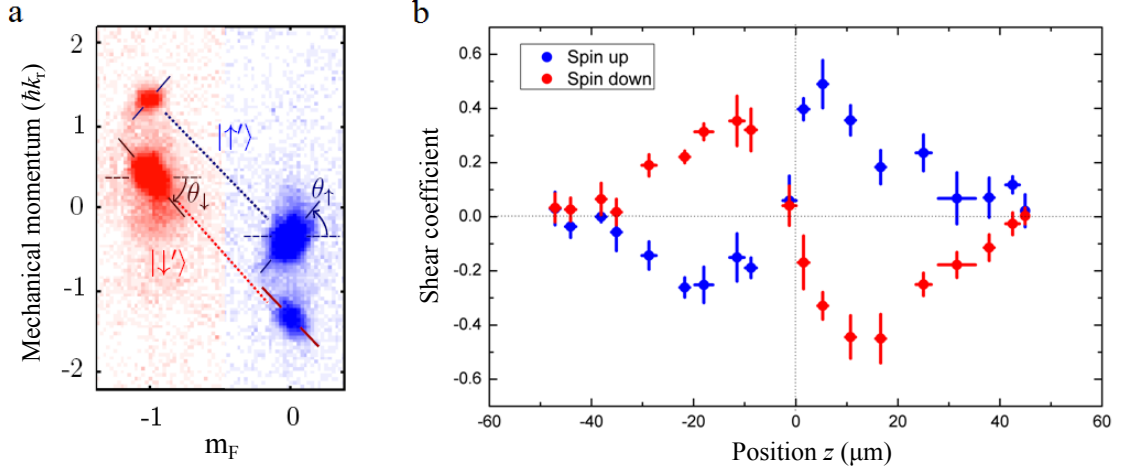 a
Mechanical momentum (ħkᵣ)
2
1
0
-1
-2
|↑′⟩
θ↓
θ↑
|↓′⟩
-1
0
m_F
b
Shear coefficient
0.6
0.4
0.2
0.0
-0.2
-0.4
-0.6
Spin up
Spin down
-60
-40
-20
0
20
40
60
Position z (μm)